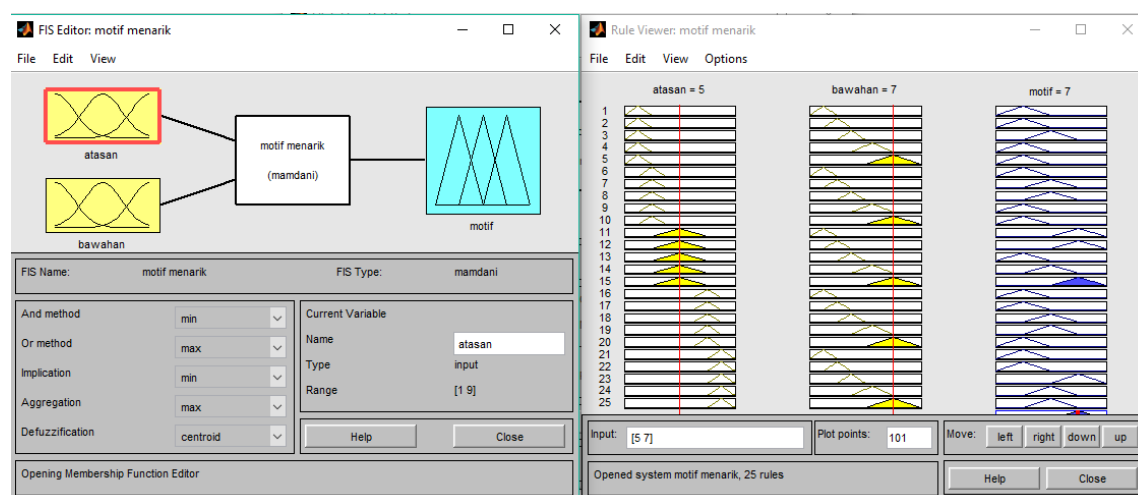 FIS Editor: motif menarik
File Edit View
atasan
bawahan
motif menarik
(mamdani)
motif
FIS Name: motif menarik FIS Type: mamdani
And method min
Or method max
Implication min
Aggregation max
Defuzzification centroid
Current Variable
Name atasan
Type input
Range [1 9]
Help Close
Opening Membership Function Editor
Rule Viewer: motif menarik
File Edit View Options
atasan = 5 bawahan = 7 motif = 7
1
2
3
4
5
6
7
8
9
10
11
12
13
14
15
16
17
18
19
20
21
22
23
24
25
Input: [5 7] Plot points: 101 Move: left right down up
Opened system motif menarik, 25 rules Help Close